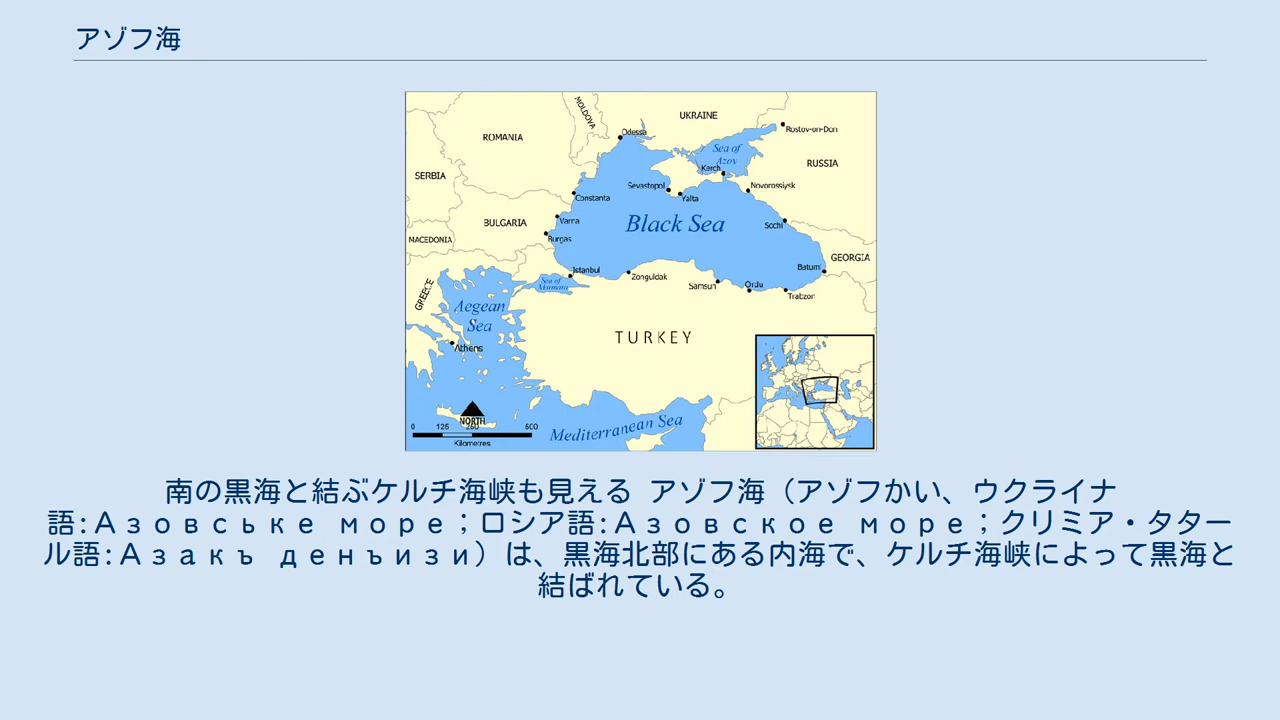 アゾフ海
MOLDOVA
UKRAINE
ROMANIA
Odessa
Rostov-on-Don
Sea of
Azov
RUSSIA
Kerch
SERBIA
Sevastopol
Novorossiysk
Constanta
Yalta
BULGARIA
Varna
Black Sea
Sochi
MACEDONIA
Burgas
GEORGIA
Batumi
Istanbul
Zonguldak
Sea of
Marmara
Samsun
Ordu
Trabzon
GREECE
Aegean
Sea
TURKEY
Athens
NORTH
0 125 250 500
Kilometres
Mediterranean Sea
南の黒海と結ぶケルチ海峡も見える アゾフ海（アゾフかい、ウクライナ
語:Азовське море；ロシア語:Азовское море；クリミア・タター
ル語:Азакъ денъизи）は、黒海北部にある内海で、ケルチ海峡によって黒海と
結ばれている。